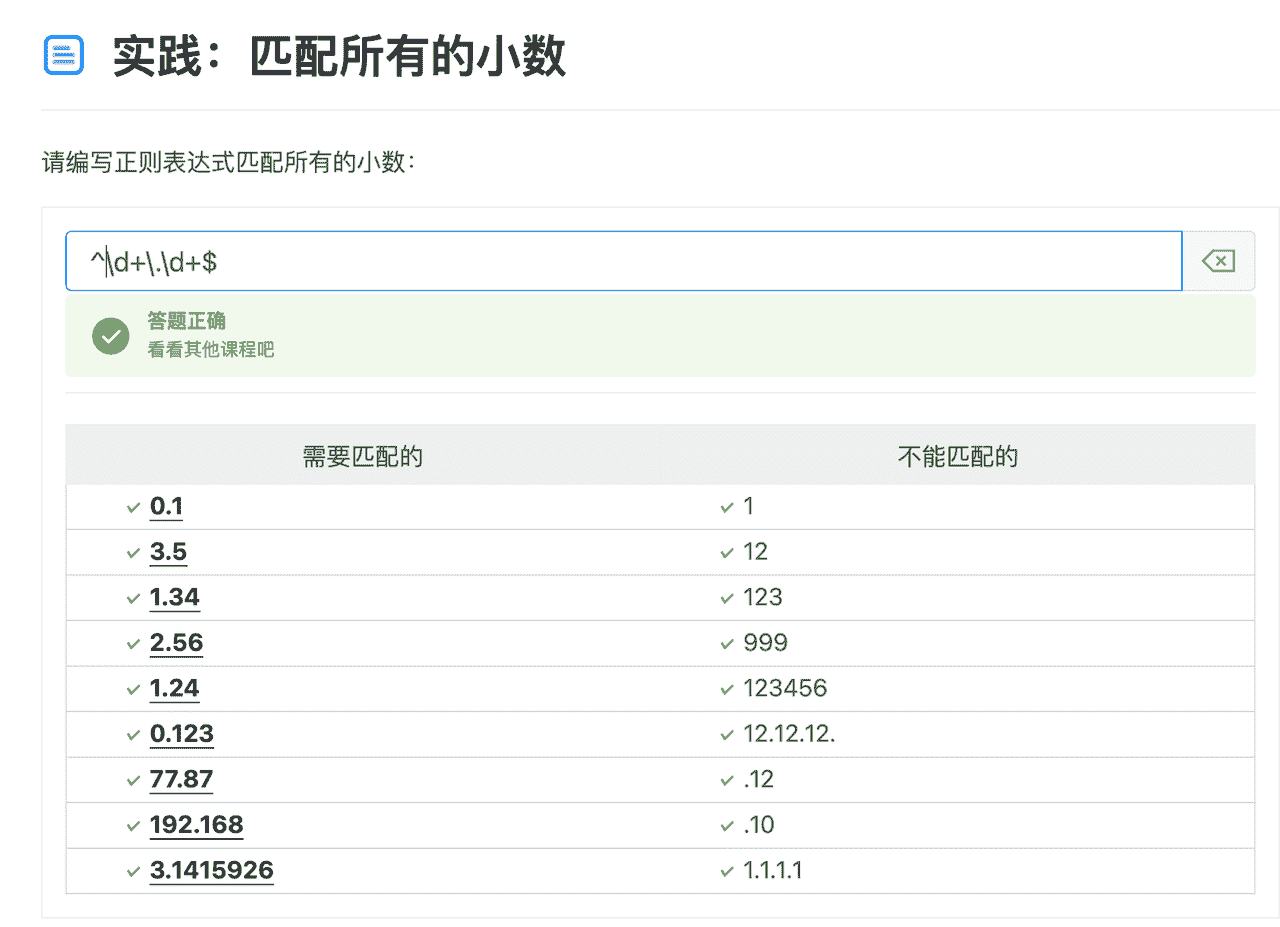 实践：匹配所有的小数
请编写正则表达式匹配所有的小数：
^\d+\.\d+$
答题正确
看看其他课程吧
需要匹配的 不能匹配的
0.1 1
3.5 12
1.34 123
2.56 999
1.24 123456
0.123 12.12.12.
77.87 .12
192.168 .10
3.1415926 1.1.1.1